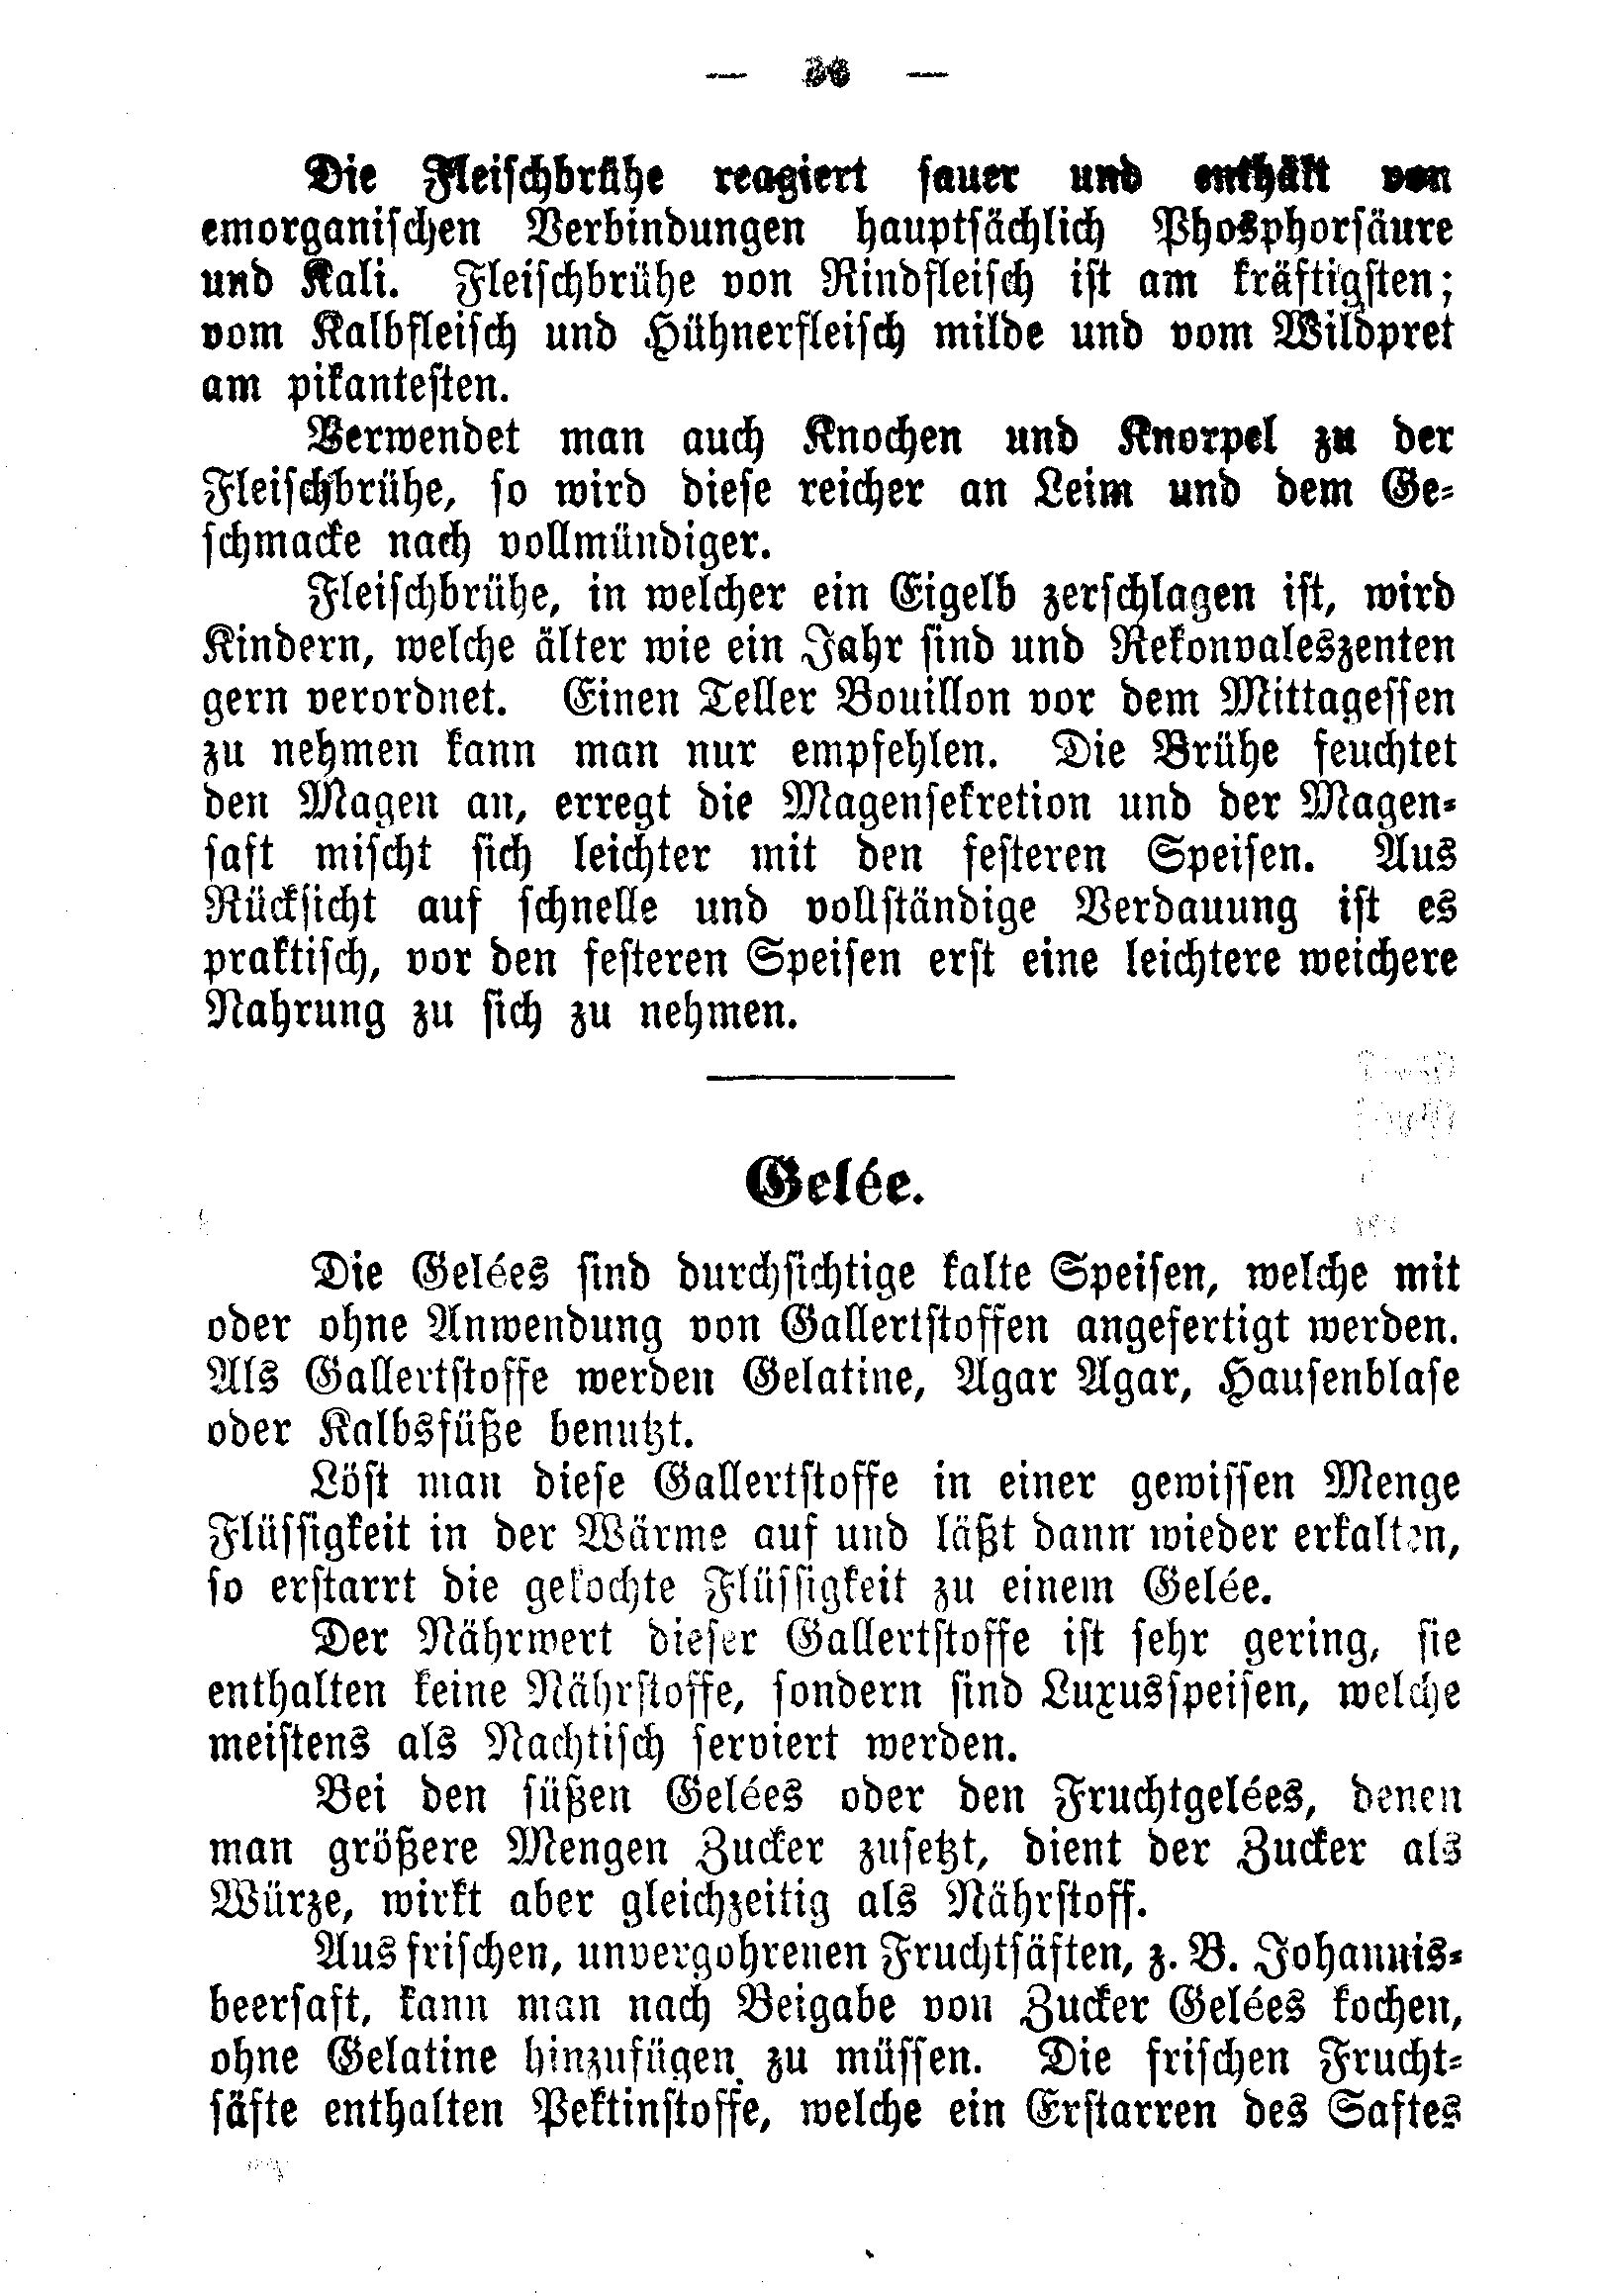 Die Fleischbrühe reagiert sauer und enthält von
emorganischen Verbindungen hauptsächlich Phosphorsäure
und Kali. Fleischbrühe von Rindfleisch ist am kräftigsten;
vom Kalbfleisch und Hühnerfleisch milde und vom Wildpret
am pikantesten.
Verwendet man auch Knochen und Knorpel zu der
Fleischbrühe, so wird diese reicher an Leim und dem Ge-
schmacke nach vollmündiger.
Fleischbrühe, in welcher ein Eigelb zerschlagen ist, wird
Kindern, welche älter wie ein Jahr sind und Rekonvaleszenten
gern verordnet. Einen Teller Bouillon vor dem Mittagessen
zu nehmen kann man nur empfehlen. Die Brühe feuchtet
den Magen an, erregt die Magensekretion und der Magen-
saft mischt sich leichter mit den festeren Speisen. Aus
Rücksicht auf schnelle und vollständige Verdauung ist es
praktisch, vor den festeren Speisen erst eine leichtere weichere
Nahrung zu sich zu nehmen.
Gelée.
Die Gelées sind durchsichtige kalte Speisen, welche mit
oder ohne Anwendung von Gallertstoffen angefertigt werden.
Als Gallertstoffe werden Gelatine, Agar Agar, Hausenblase
oder Kalbsfüße benutzt.
Löst man diese Gallertstoffe in einer gewissen Menge
Flüssigkeit in der Wärme auf und läßt dann wieder erkalten,
so erstarrt die gekochte Flüssigkeit zu einem Gelée.
Der Nährwert dieser Gallertstoffe ist sehr gering, sie
enthalten keine Nährstoffe, sondern sind Luxusspeisen, welche
meistens als Nachtisch serviert werden.
Bei den süßen Gelées oder den Fruchtgelées, denen
man größere Mengen Zucker zusetzt, dient der Zucker als
Würze, wirkt aber gleichzeitig als Nährstoff.
Aus frischen, unvergohrenen Fruchtsäften, z. B. Johannis-
beersaft, kann man nach Beigabe von Zucker Gelées kochen,
ohne Gelatine hinzufügen zu müssen. Die frischen Frucht-
säfte enthalten Pektinstoffe, welche ein Erstarren des Saftes